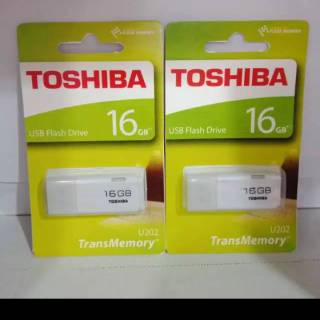 TOSHIBA
USB Flash Drive
16GB
16GB
TOSHIBA
U202
TransMemory
TOSHIBA
USB Flash Drive
16GB
16GB
TOSHIBA
U202
TransMemory